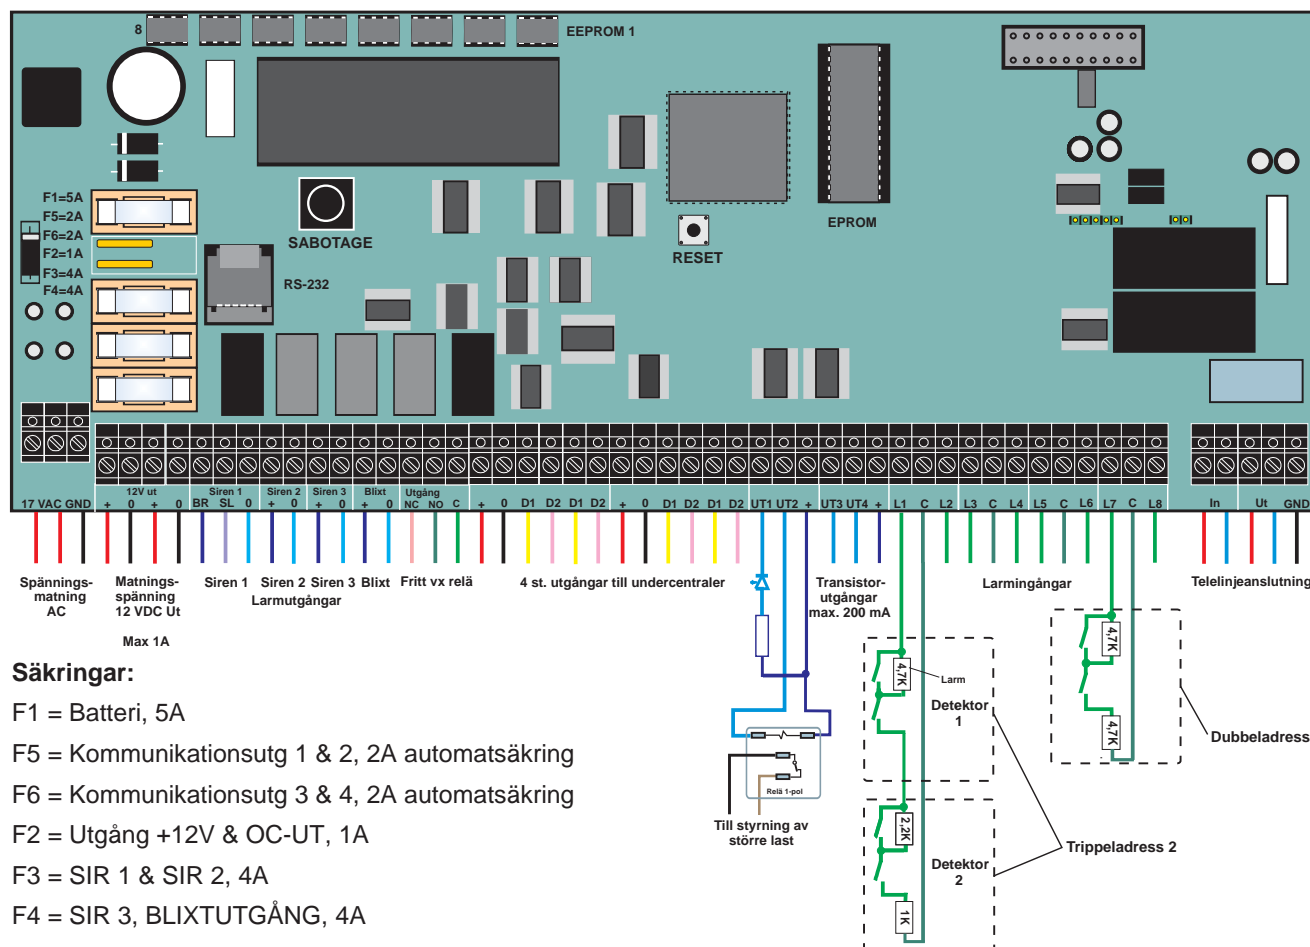 8
EEPROM 1
F1=5A
F5=2A
F6=2A
F2=1A
F3=4A
F4=4A
SABOTAGE
RS-232
RESET
EPROM
12V ut
Siren 1
Siren 2
Siren 3
Blixt
Utgång
17 VAC GND
+ 0 + 0
BR SL 0
+ 0
+ 0
+ 0
NC NO C
+ 0 D1 D2 D1 D2
+ 0 D1 D2 D1 D2
UT1 UT2 +
UT3 UT4 +
L1 C L2
L3 C L4
L5 C L6
L7 C L8
In
Ut
GND
Spännings-
matning
AC
Matnings-
spänning
12 VDC Ut
Max 1A
Siren 1
Siren 2
Siren 3
Blixt
Larmutgångar
Fritt vx relä
4 st. utgångar till undercentraler
Transistor-
utgångar
max. 200 mA
Larmingångar
Telelinjeanslutning
4,7K
Larm
Detektor
1
2,2K
Detektor
2
1K
Trippeladress 2
4,7K
4,7K
Dubbeladress
Relä 1-pol
Till styrning av
större last
Säkringar:
F1 = Batteri, 5A
F5 = Kommunikationsutg 1 & 2, 2A automatsäkring
F6 = Kommunikationsutg 3 & 4, 2A automatsäkring
F2 = Utgång +12V & OC-UT, 1A
F3 = SIR 1 & SIR 2, 4A
F4 = SIR 3, BLIXTUTGÅNG, 4A